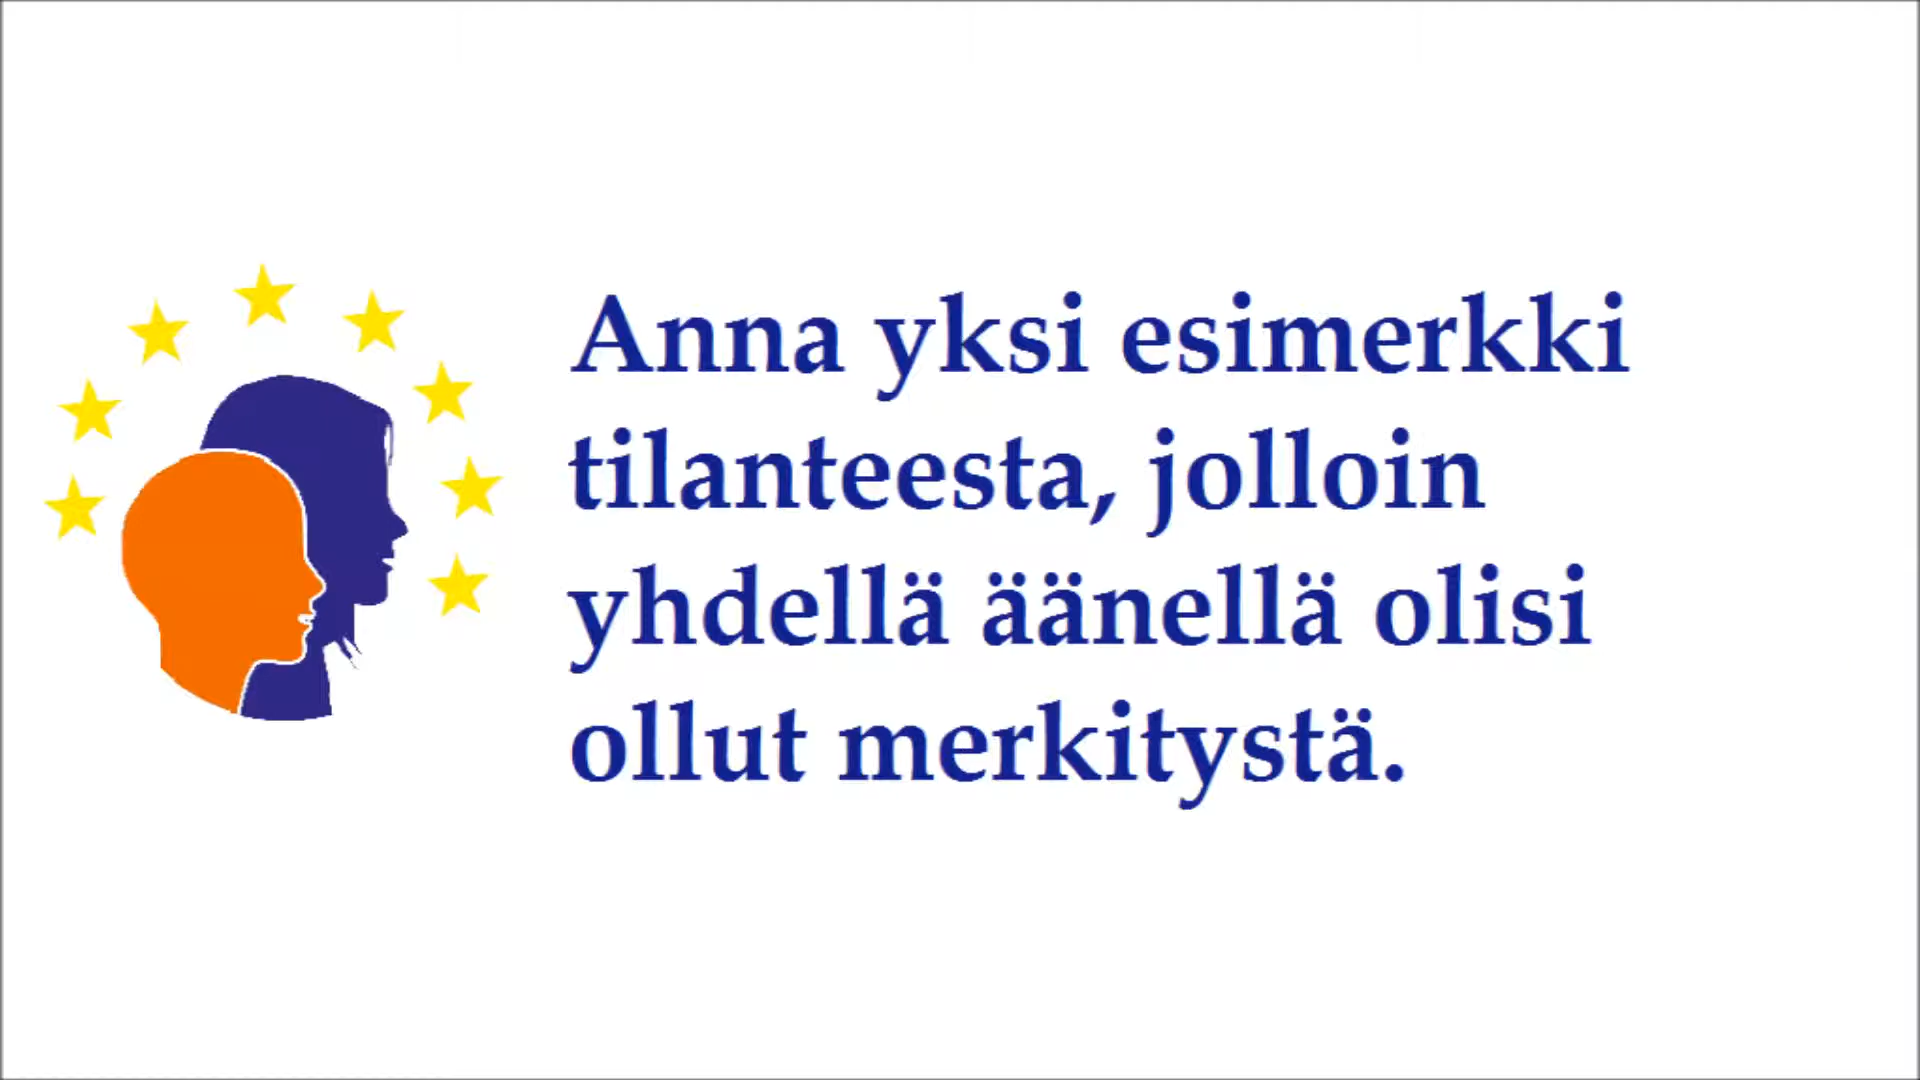 Anna yksi esimerkki
tilanteesta, jolloin
yhdellä äänellä olisi
ollut merkitystä.